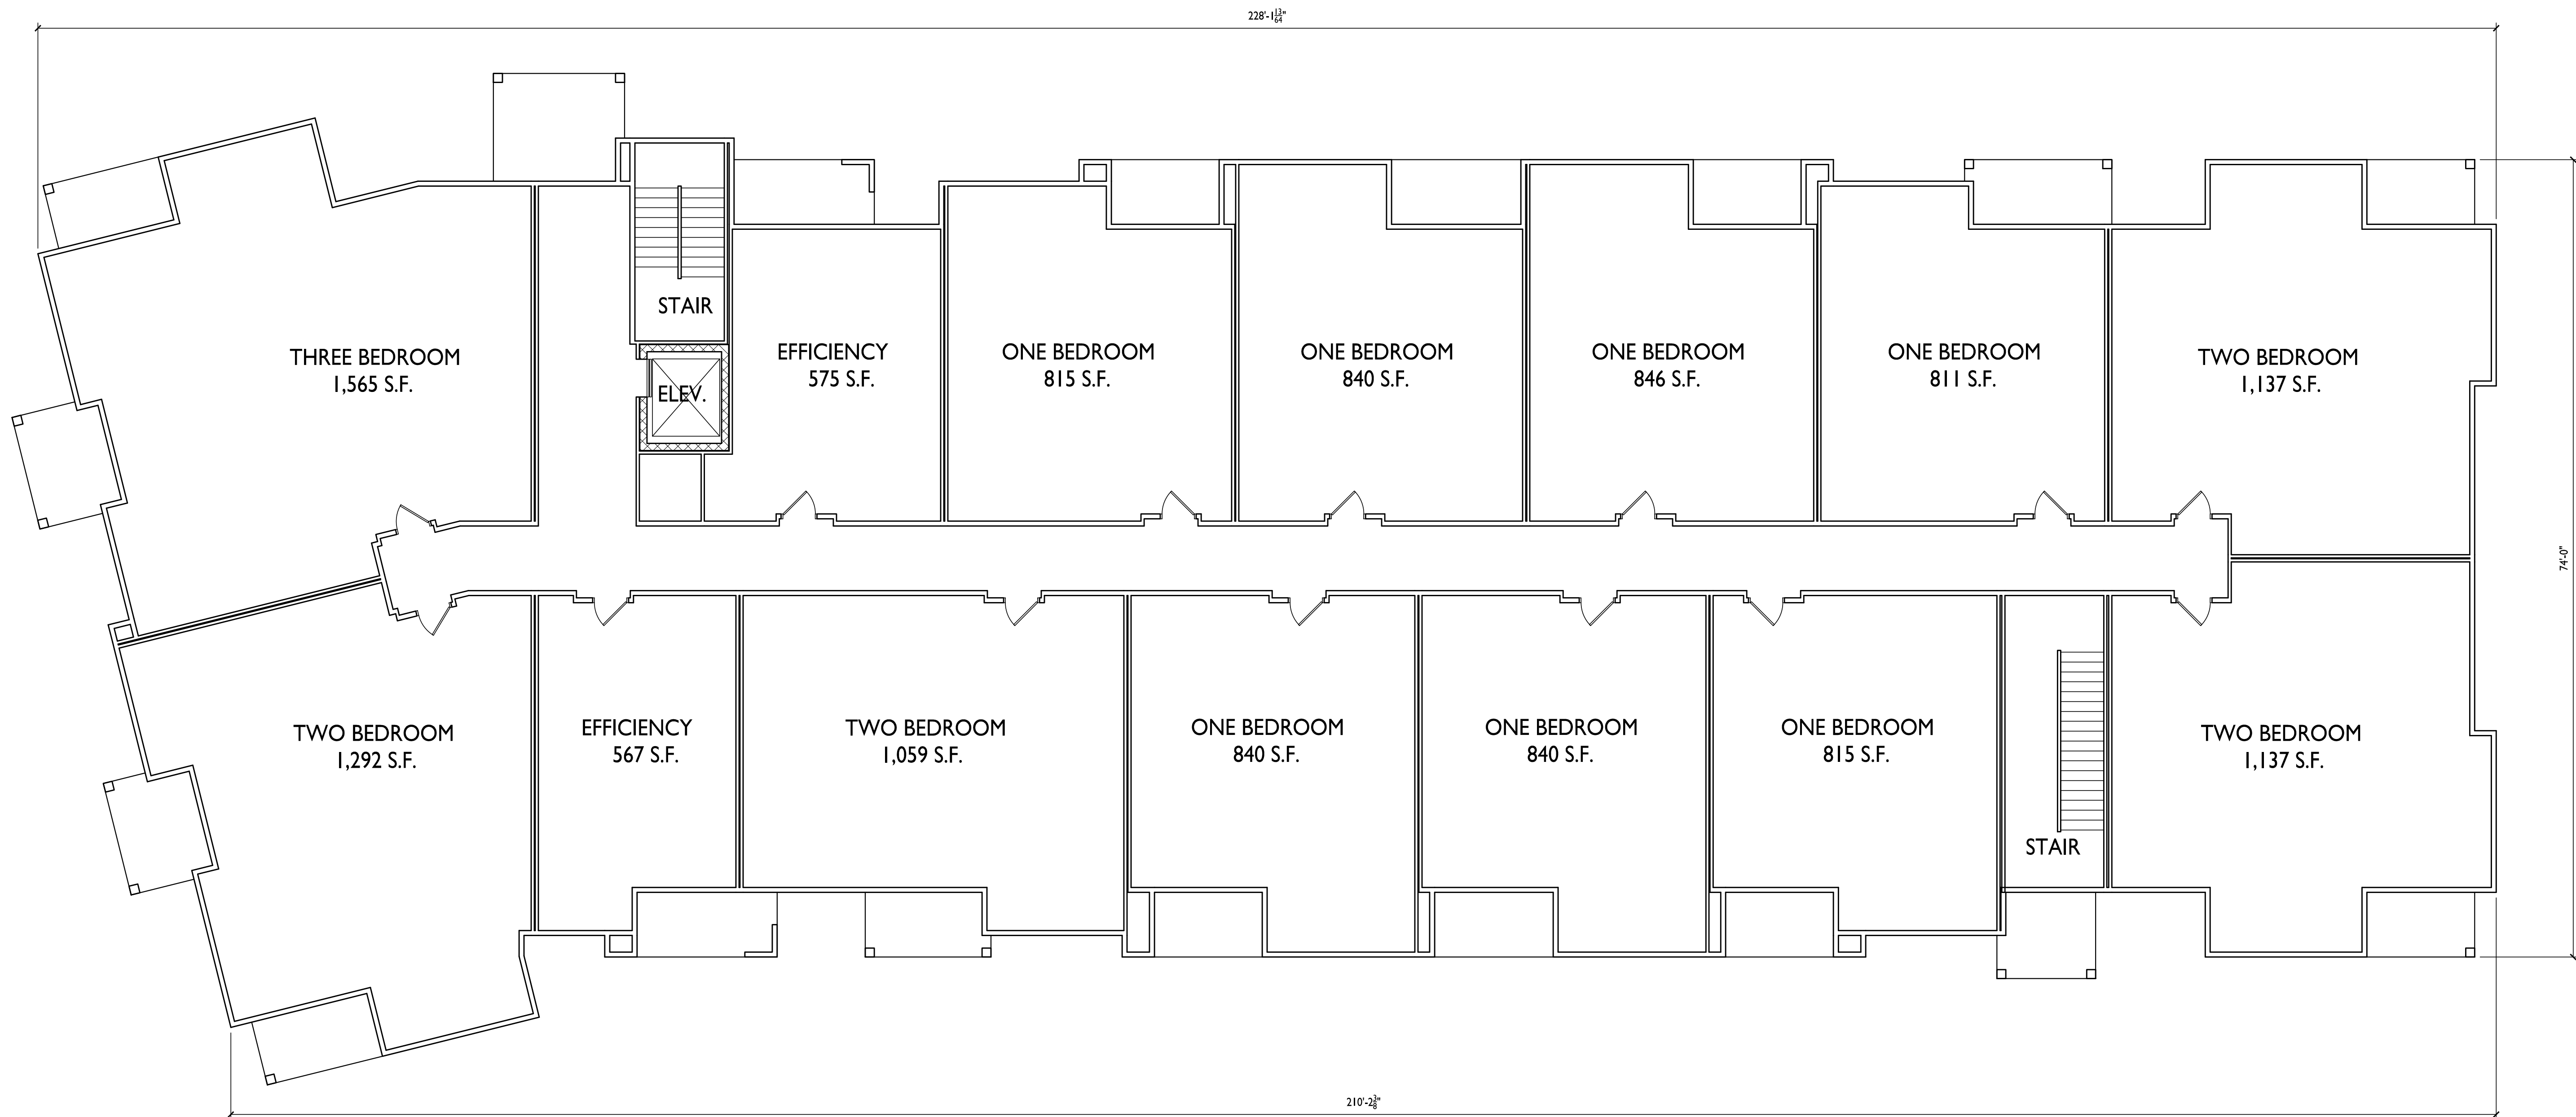 228'-1 13/64"
STAIR
THREE BEDROOM
1,565 S.F.
ELEV.
EFFICIENCY
575 S.F.
ONE BEDROOM
815 S.F.
ONE BEDROOM
840 S.F.
ONE BEDROOM
846 S.F.
ONE BEDROOM
811 S.F.
TWO BEDROOM
1,137 S.F.
74'-0"
TWO BEDROOM
1,292 S.F.
EFFICIENCY
567 S.F.
TWO BEDROOM
1,059 S.F.
ONE BEDROOM
840 S.F.
ONE BEDROOM
840 S.F.
ONE BEDROOM
815 S.F.
STAIR
TWO BEDROOM
1,137 S.F.
210'-2 3/8"